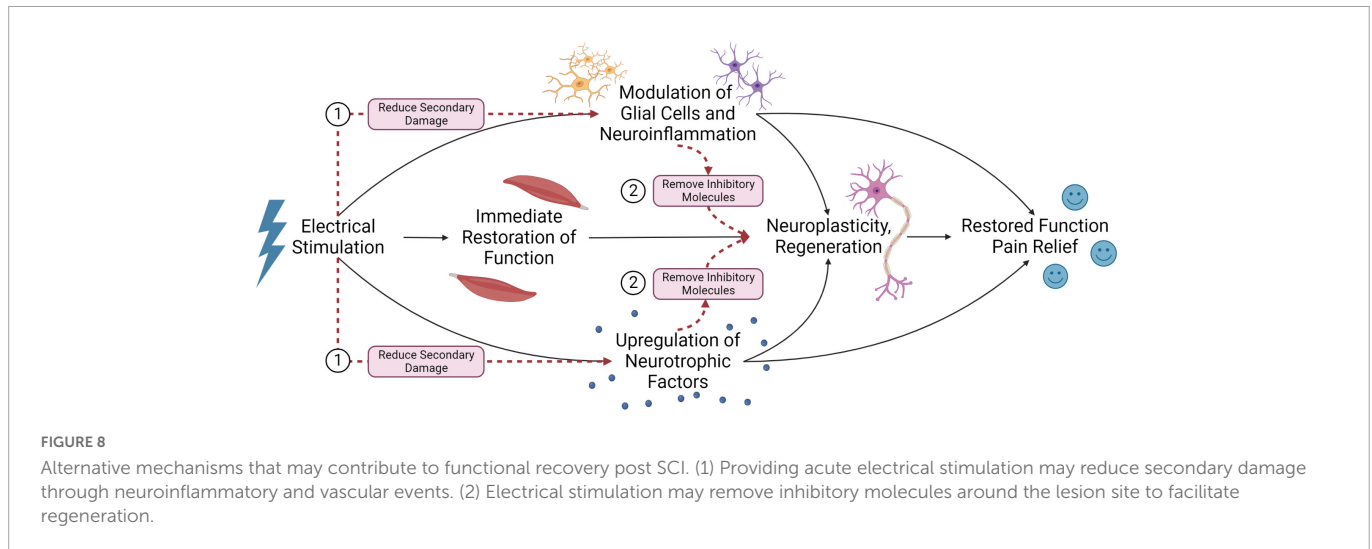 1
Reduce Secondary
Damage
Modulation of
Glial Cells and
Neuroinflammation
2
Remove Inhibitory
Molecules
Electrical
Stimulation
Immediate
Restoration of
Function
Neuroplasticity,
Regeneration
Restored Function
Pain Relief
2
Remove Inhibitory
Molecules
1
Reduce Secondary
Damage
Upregulation of
Neurotrophic
Factors
FIGURE 8
Alternative mechanisms that may contribute to functional recovery post SCI. (1) Providing acute electrical stimulation may reduce secondary damage
through neuroinflammatory and vascular events. (2) Electrical stimulation may remove inhibitory molecules around the lesion site to facilitate
regeneration.